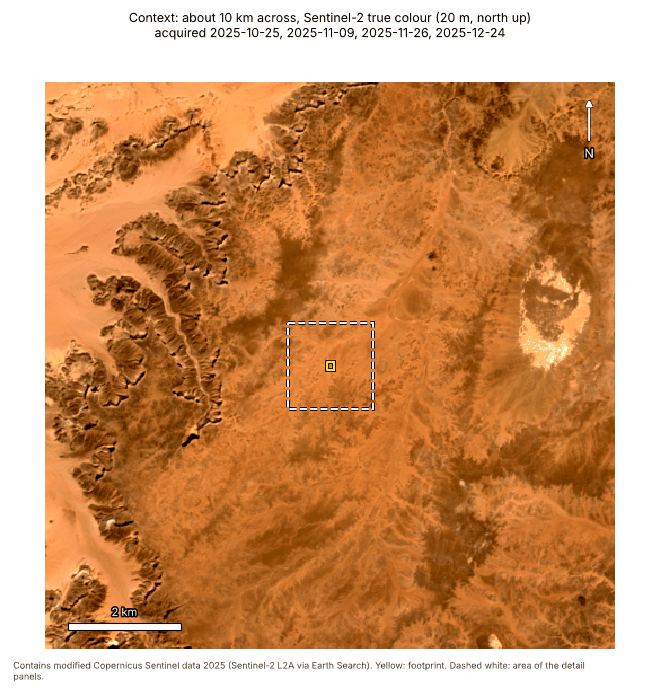 Context: about 10 km across, Sentinel-2 true colour (20 m, north up)
acquired 2025-10-25, 2025-11-09, 2025-11-26, 2025-12-24
N
2 km
Contains modified Copernicus Sentinel data 2025 (Sentinel-2 L2A via Earth Search). Yellow: footprint. Dashed white: area of the detail
panels.